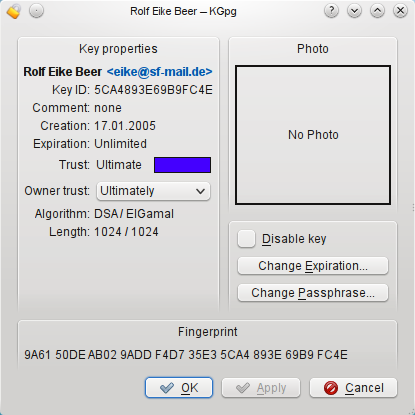 Rolf Eike Beer – KGpg
Key properties
Rolf Eike Beer <eike@sf-mail.de>
Key ID: 5CA4893E69B9FC4E
Comment: none
Creation: 17.01.2005
Expiration: Unlimited
Trust: Ultimate
Owner trust: Ultimately
Algorithm: DSA / ElGamal
Length: 1024 / 1024
Photo
No Photo
Disable key
Change Expiration...
Change Passphrase...
Fingerprint
9A61 50DE AB02 9ADD F4D7 35E3 5CA4 893E 69B9 FC4E
OK
Apply
Cancel